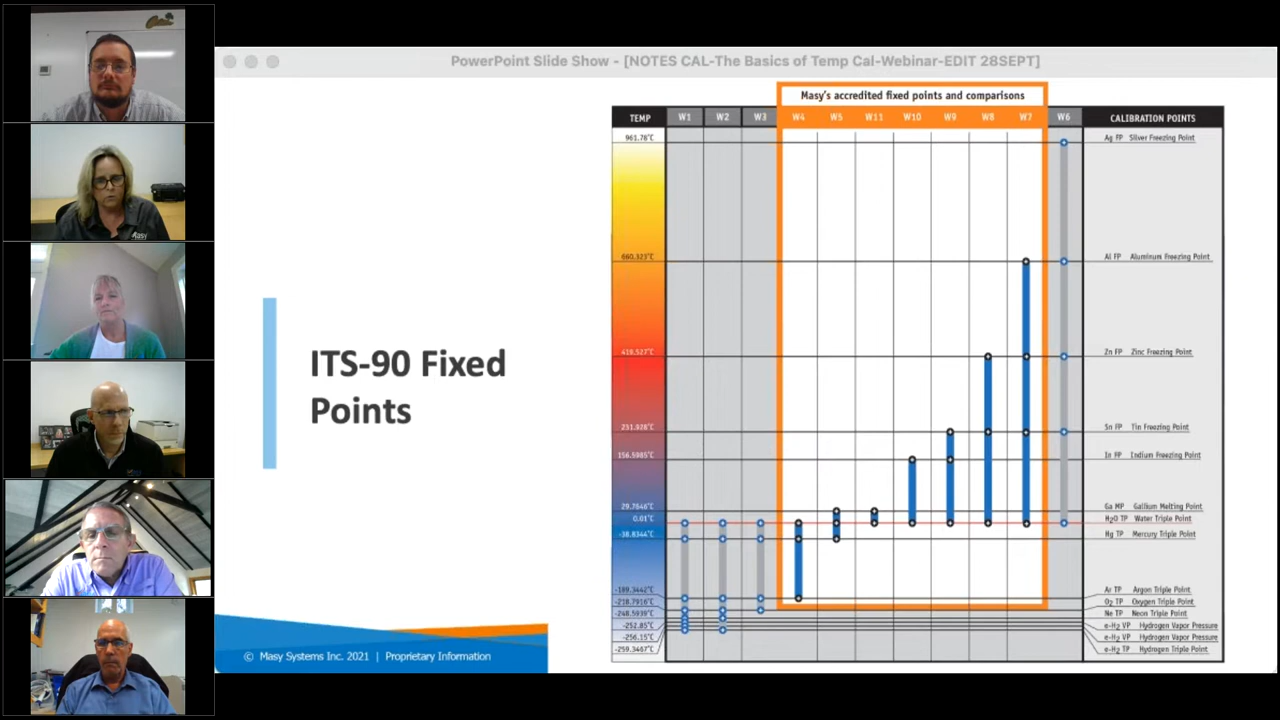 PowerPoint Slide Show - [NOTES CAL-The Basics of Temp Cal-Webinar-EDIT 28SEPT]
Masy's accredited fixed points and comparisons
TEMP W1 W2 W3 W4 W5 W11 W10 W9 W8 W7 W6 CALIBRATION POINTS
961.78°C Ag FP Silver Freezing Point
660.323°C Al FP Aluminum Freezing Point
419.527°C Zn FP Zinc Freezing Point
231.928°C Sn FP Tin Freezing Point
156.5985°C In FP Indium Freezing Point
29.7646°C Ga MP Gallium Melting Point
0.01°C H₂O TP Water Triple Point
-38.8344°C Hg TP Mercury Triple Point
-189.3442°C Ar TP Argon Triple Point
-218.7916°C O₂ TP Oxygen Triple Point
-248.5939°C Ne TP Neon Triple Point
-252.85°C e-H₂ VP Hydrogen Vapor Pressure
-256.15°C e-H₂ VP Hydrogen Vapor Pressure
-259.3467°C e-H₂ TP Hydrogen Triple Point
ITS-90 Fixed
Points
© Masy Systems Inc. 2021 | Proprietary Information